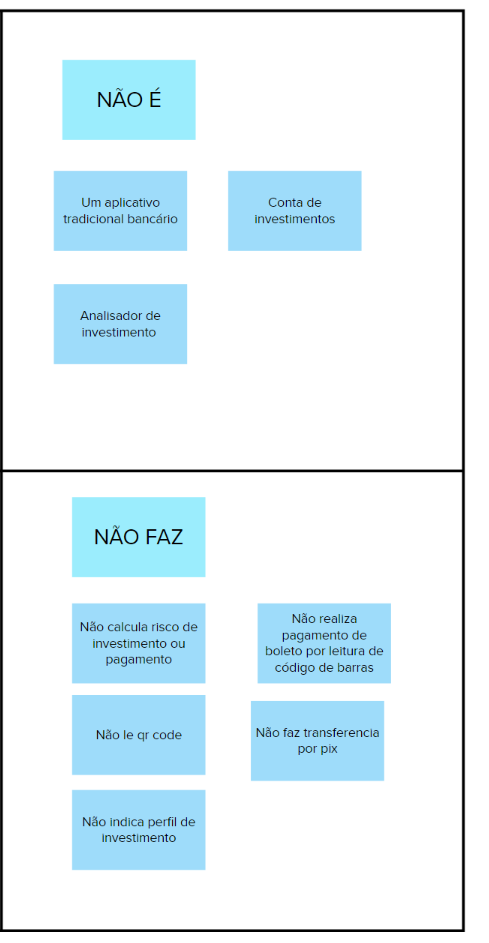 NÃO É
Um aplicativo
tradicional bancário
Conta de
investimentos
Analisador de
investimento
NÃO FAZ
Não calcula risco de
investimento ou
pagamento
Não realiza
pagamento de
boleto por leitura de
código de barras
Não le qr code
Não faz transferencia
por pix
Não indica perfil de
investimento